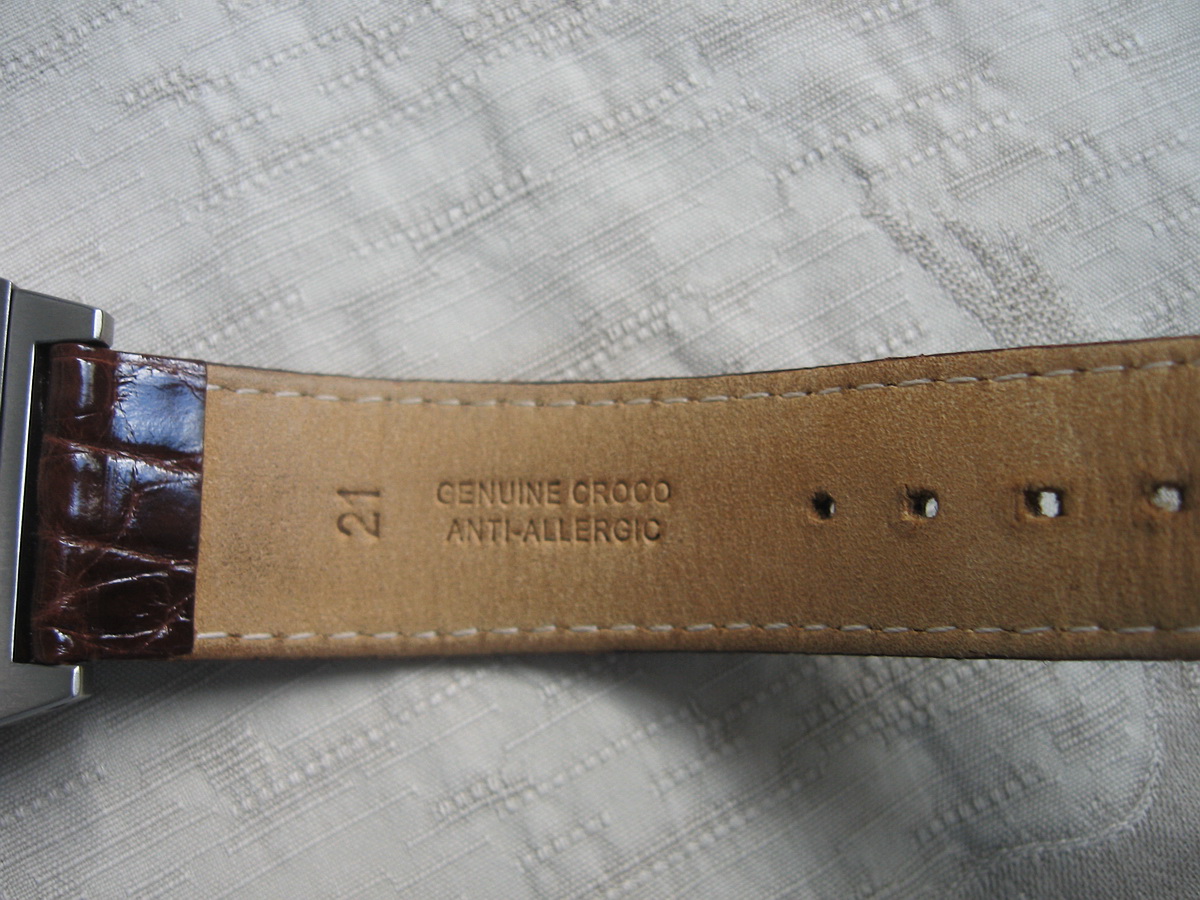 21
GENUINE CROCO
ANTI-ALLERGIC